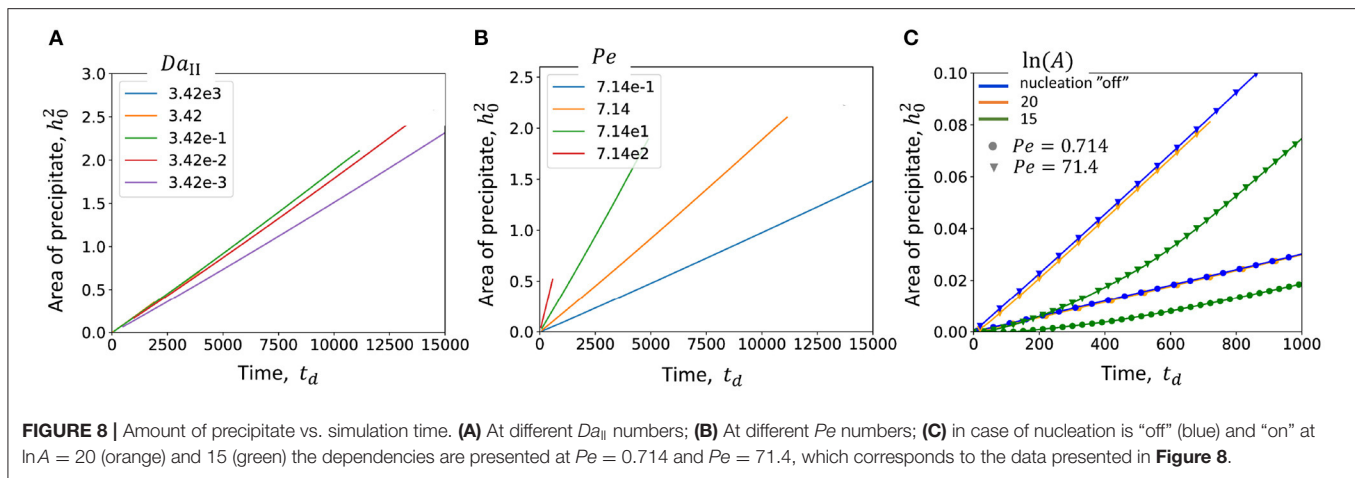 A
Da_II
3.42e3
3.42
3.42e-1
3.42e-2
3.42e-3
Area of precipitate, h_0^2
3.0
2.5
2.0
1.5
1.0
0.5
0.0
0 2500 5000 7500 10000 12500 15000
Time, t_d
B
Pe
7.14e-1
7.14
7.14e1
7.14e2
Area of precipitate, h_0^2
2.5
2.0
1.5
1.0
0.5
0.0
0 2500 5000 7500 10000 12500 15000
Time, t_d
C
ln(A)
nucleation "off"
20
15
Pe = 0.714
Pe = 71.4
Area of precipitate, h_0^2
0.10
0.08
0.06
0.04
0.02
0.00
0 200 400 600 800 1000
Time, t_d
FIGURE 8 | Amount of precipitate vs. simulation time. (A) At different Da_II numbers; (B) At different Pe numbers; (C) in case of nucleation is “off” (blue) and “on” at
ln A = 20 (orange) and 15 (green) the dependencies are presented at Pe = 0.714 and Pe = 71.4, which corresponds to the data presented in Figure 8.